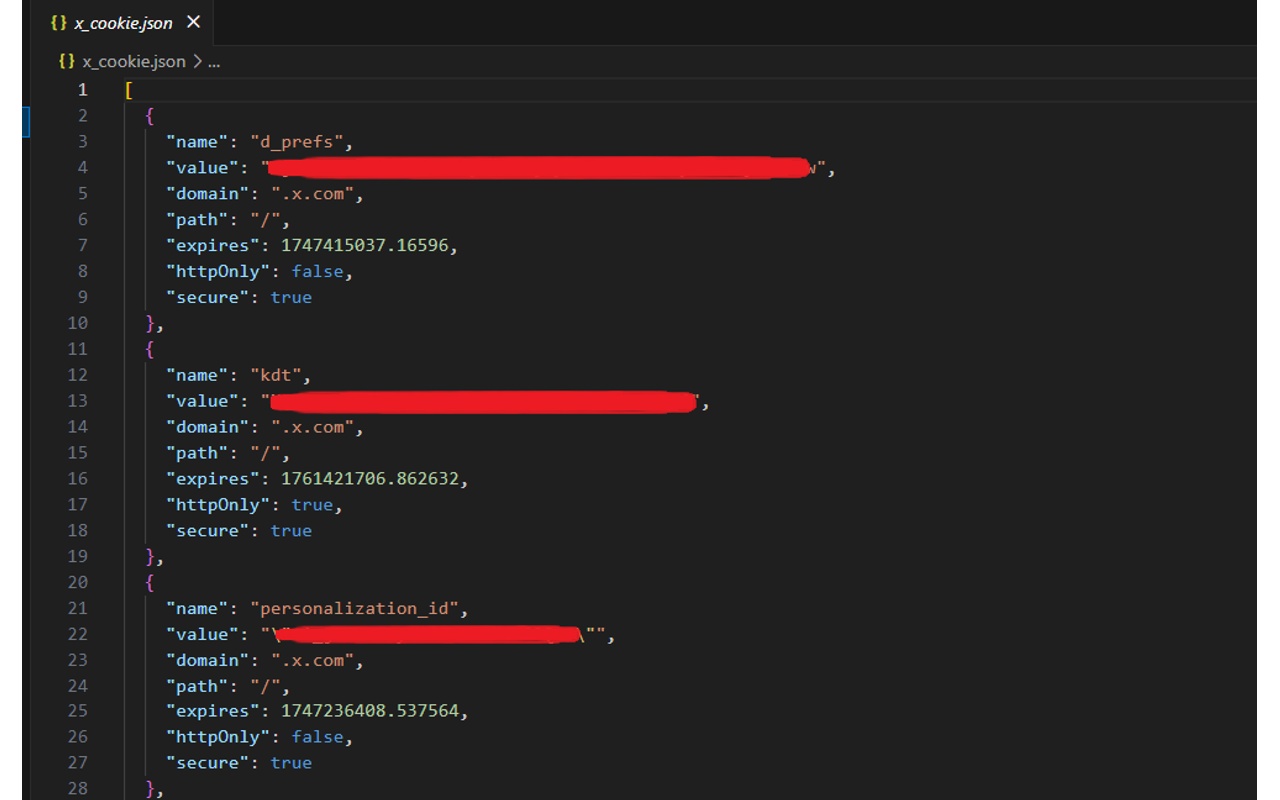 {} x_cookie.json ×
{} x_cookie.json > ...
1 [
2 {
3 "name": "d_prefs",
4 "value": " w",
5 "domain": ".x.com",
6 "path": "/",
7 "expires": 1747415037.16596,
8 "httpOnly": false,
9 "secure": true
10 },
11 {
12 "name": "kdt",
13 "value": " ",
14 "domain": ".x.com",
15 "path": "/",
16 "expires": 1761421706.862632,
17 "httpOnly": true,
18 "secure": true
19 },
20 {
21 "name": "personalization_id",
22 "value": "\" \"",
23 "domain": ".x.com",
24 "path": "/",
25 "expires": 1747236408.537564,
26 "httpOnly": false,
27 "secure": true
28 },